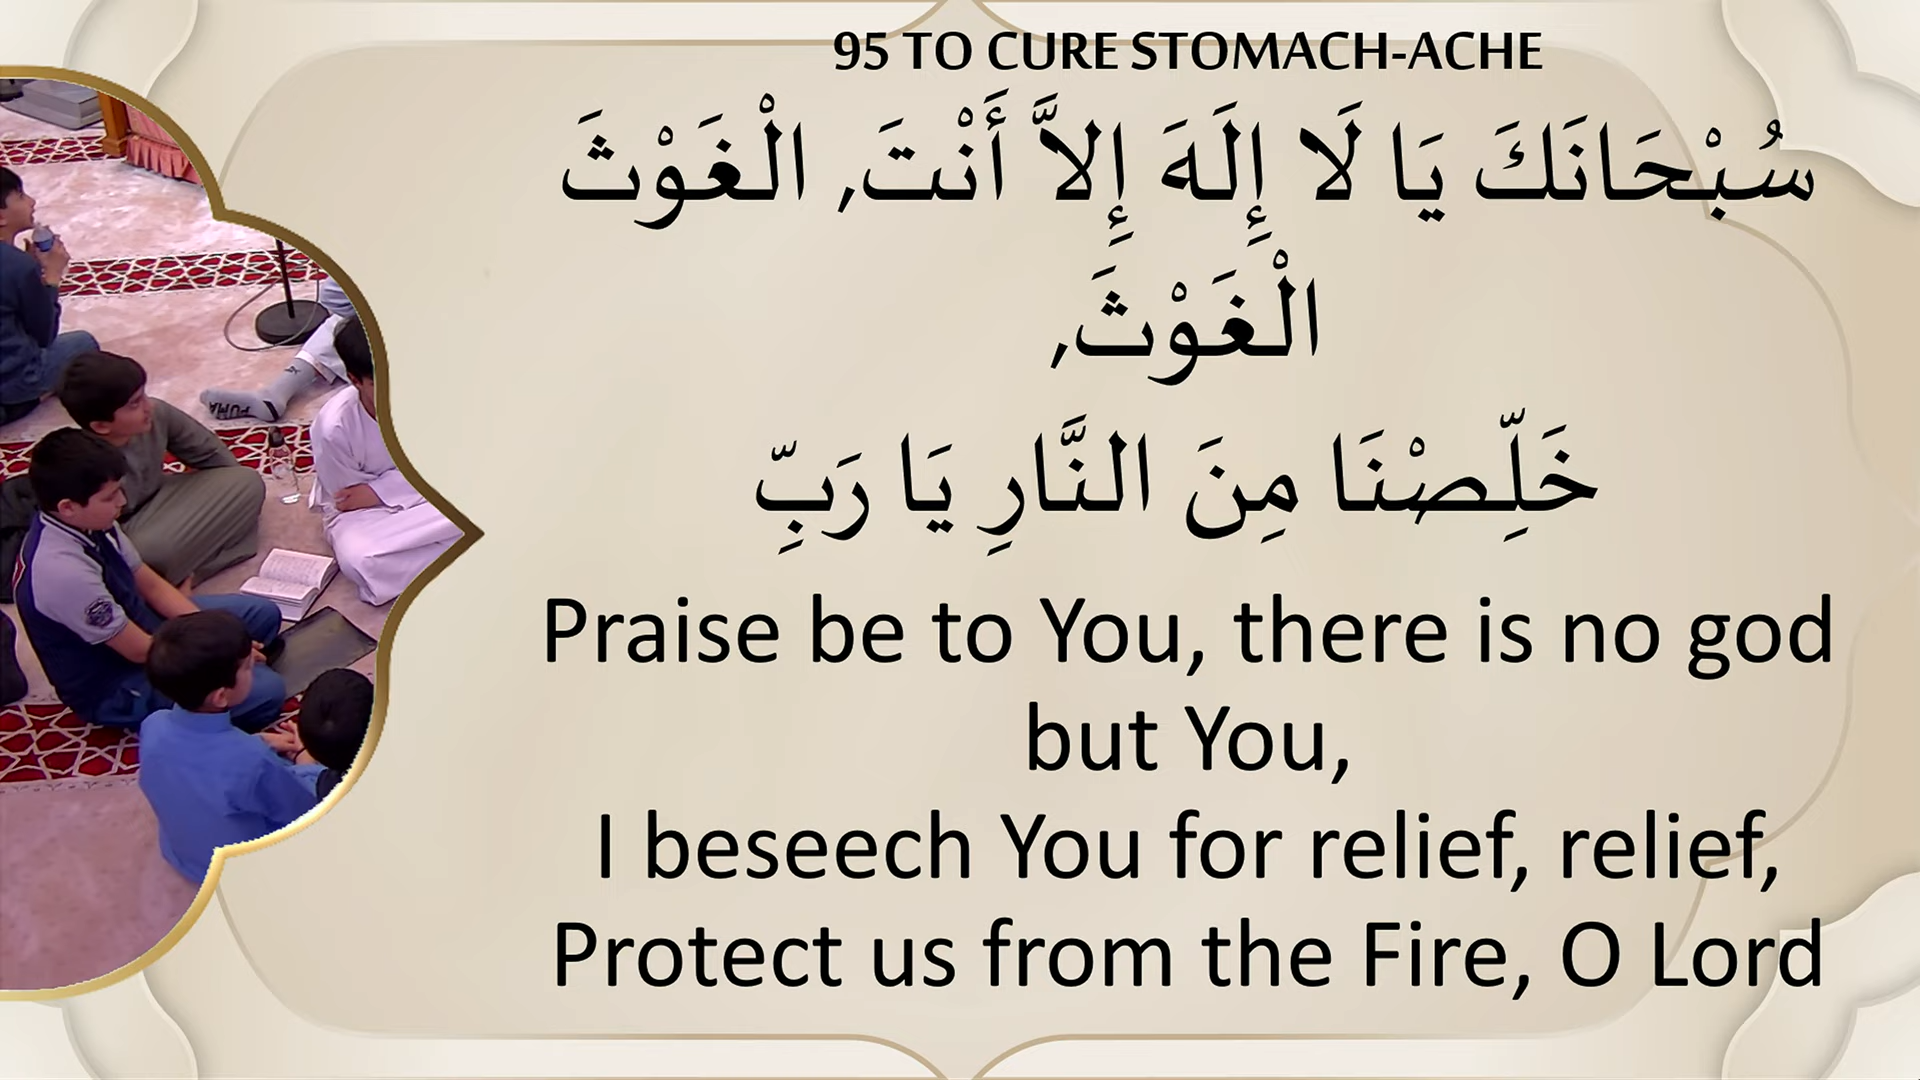 95 TO CURE STOMACH-ACHE
سُبْحَانَكَ يَا لَا إِلَهَ إِلاَّ أَنْتَ, الْغَوْثَ
الْغَوْثَ,
خَلِّصْنَا مِنَ النَّارِ يَا رَبِّ
Praise be to You, there is no god
but You,
I beseech You for relief, relief,
Protect us from the Fire, O Lord
PUMA